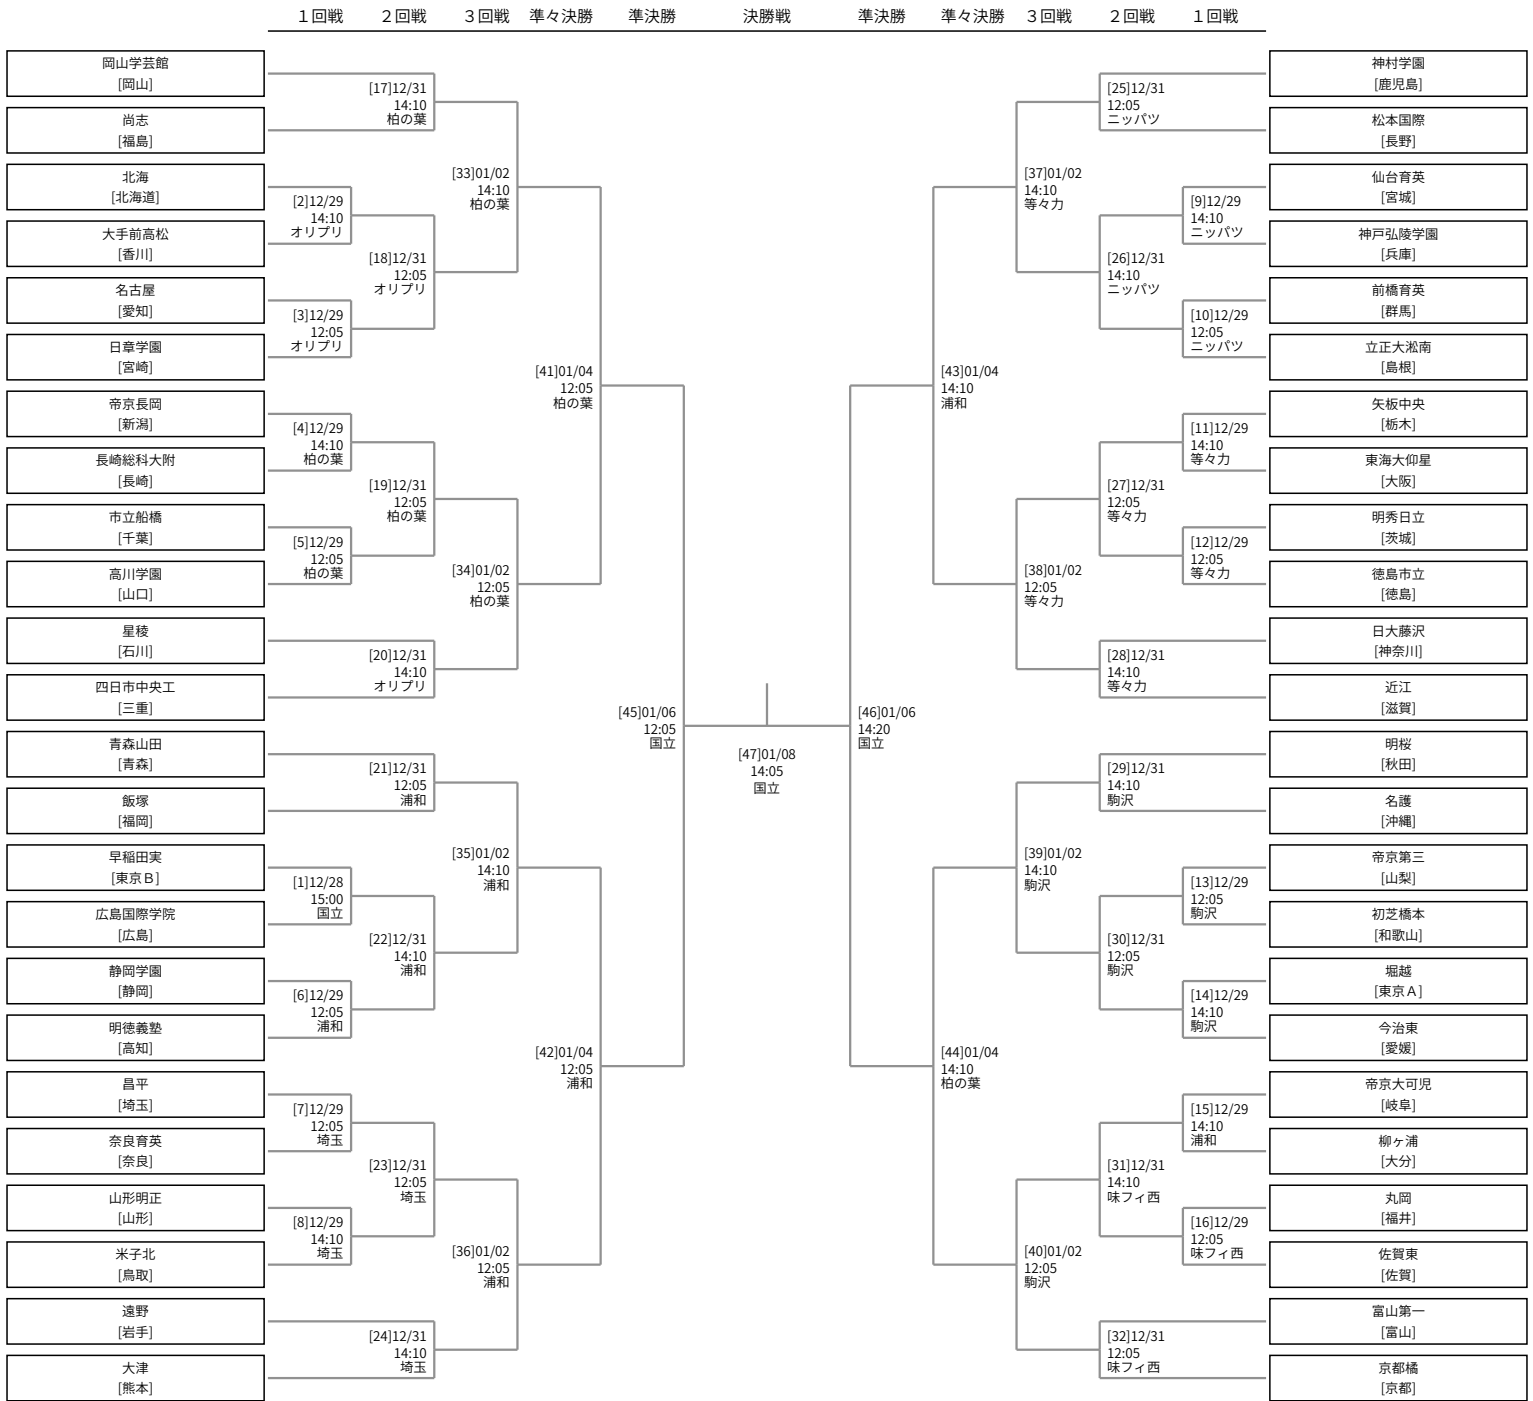 １回戦 ２回戦 ３回戦 準々決勝 準決勝 決勝戦 準決勝 準々決勝 ３回戦 ２回戦 １回戦
岡山学芸館
[岡山]
尚志
[福島]
北海
[北海道]
大手前高松
[香川]
名古屋
[愛知]
日章学園
[宮崎]
帝京長岡
[新潟]
長崎総科大附
[長崎]
市立船橋
[千葉]
高川学園
[山口]
星稜
[石川]
四日市中央工
[三重]
青森山田
[青森]
飯塚
[福岡]
早稲田実
[東京Ｂ]
広島国際学院
[広島]
静岡学園
[静岡]
明徳義塾
[高知]
昌平
[埼玉]
奈良育英
[奈良]
山形明正
[山形]
米子北
[鳥取]
遠野
[岩手]
大津
[熊本]
[2]12/29
14:10
オリプリ
[3]12/29
12:05
オリプリ
[4]12/29
14:10
柏の葉
[5]12/29
12:05
柏の葉
[1]12/28
15:00
国立
[6]12/29
12:05
浦和
[7]12/29
12:05
埼玉
[8]12/29
14:10
埼玉
[17]12/31
14:10
柏の葉
[18]12/31
12:05
オリプリ
[19]12/31
12:05
柏の葉
[20]12/31
14:10
オリプリ
[21]12/31
12:05
浦和
[22]12/31
14:10
浦和
[23]12/31
12:05
埼玉
[24]12/31
14:10
埼玉
[33]01/02
14:10
柏の葉
[34]01/02
12:05
柏の葉
[35]01/02
14:10
浦和
[36]01/02
12:05
浦和
[41]01/04
12:05
柏の葉
[42]01/04
12:05
浦和
[45]01/06
12:05
国立
[47]01/08
14:05
国立
[46]01/06
14:20
国立
[43]01/04
14:10
浦和
[44]01/04
14:10
柏の葉
[37]01/02
14:10
等々力
[38]01/02
12:05
等々力
[39]01/02
14:10
駒沢
[40]01/02
12:05
駒沢
[25]12/31
12:05
ニッパツ
[26]12/31
14:10
ニッパツ
[27]12/31
12:05
等々力
[28]12/31
14:10
等々力
[29]12/31
14:10
駒沢
[30]12/31
12:05
駒沢
[31]12/31
14:10
味フィ西
[32]12/31
12:05
味フィ西
[9]12/29
14:10
ニッパツ
[10]12/29
12:05
ニッパツ
[11]12/29
14:10
等々力
[12]12/29
12:05
等々力
[13]12/29
12:05
駒沢
[14]12/29
14:10
駒沢
[15]12/29
14:10
浦和
[16]12/29
12:05
味フィ西
神村学園
[鹿児島]
松本国際
[長野]
仙台育英
[宮城]
神戸弘陵学園
[兵庫]
前橋育英
[群馬]
立正大淞南
[島根]
矢板中央
[栃木]
東海大仰星
[大阪]
明秀日立
[茨城]
徳島市立
[徳島]
日大藤沢
[神奈川]
近江
[滋賀]
明桜
[秋田]
名護
[沖縄]
帝京第三
[山梨]
初芝橋本
[和歌山]
堀越
[東京Ａ]
今治東
[愛媛]
帝京大可児
[岐阜]
柳ヶ浦
[大分]
丸岡
[福井]
佐賀東
[佐賀]
富山第一
[富山]
京都橘
[京都]